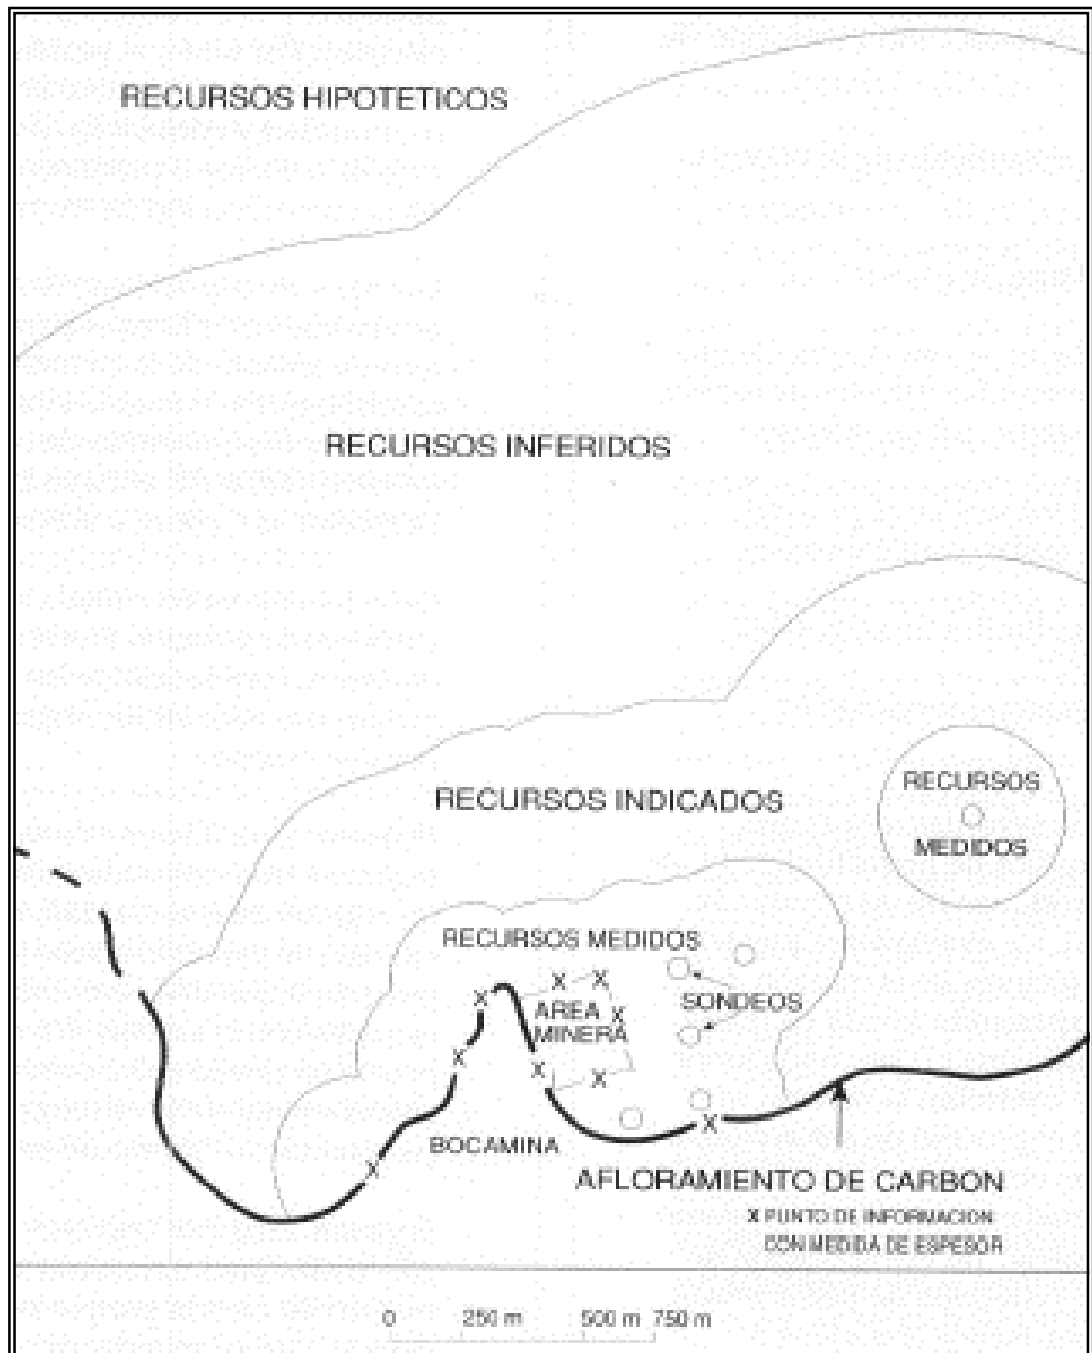 RECURSOS HIPOTETICOS
RECURSOS INFERIDOS
RECURSOS INDICADOS
RECURSOS
MEDIDOS
RECURSOS MEDIDOS
X X
X
AREA X
SONDEOS
MINERA
X X
X
BOCAMINA
X
X
AFLORAMIENTO DE CARBON
X PUNTO DE INFORMACION
CON MEDIDA DE ESPESOR
0 250 m 500 m 750 m